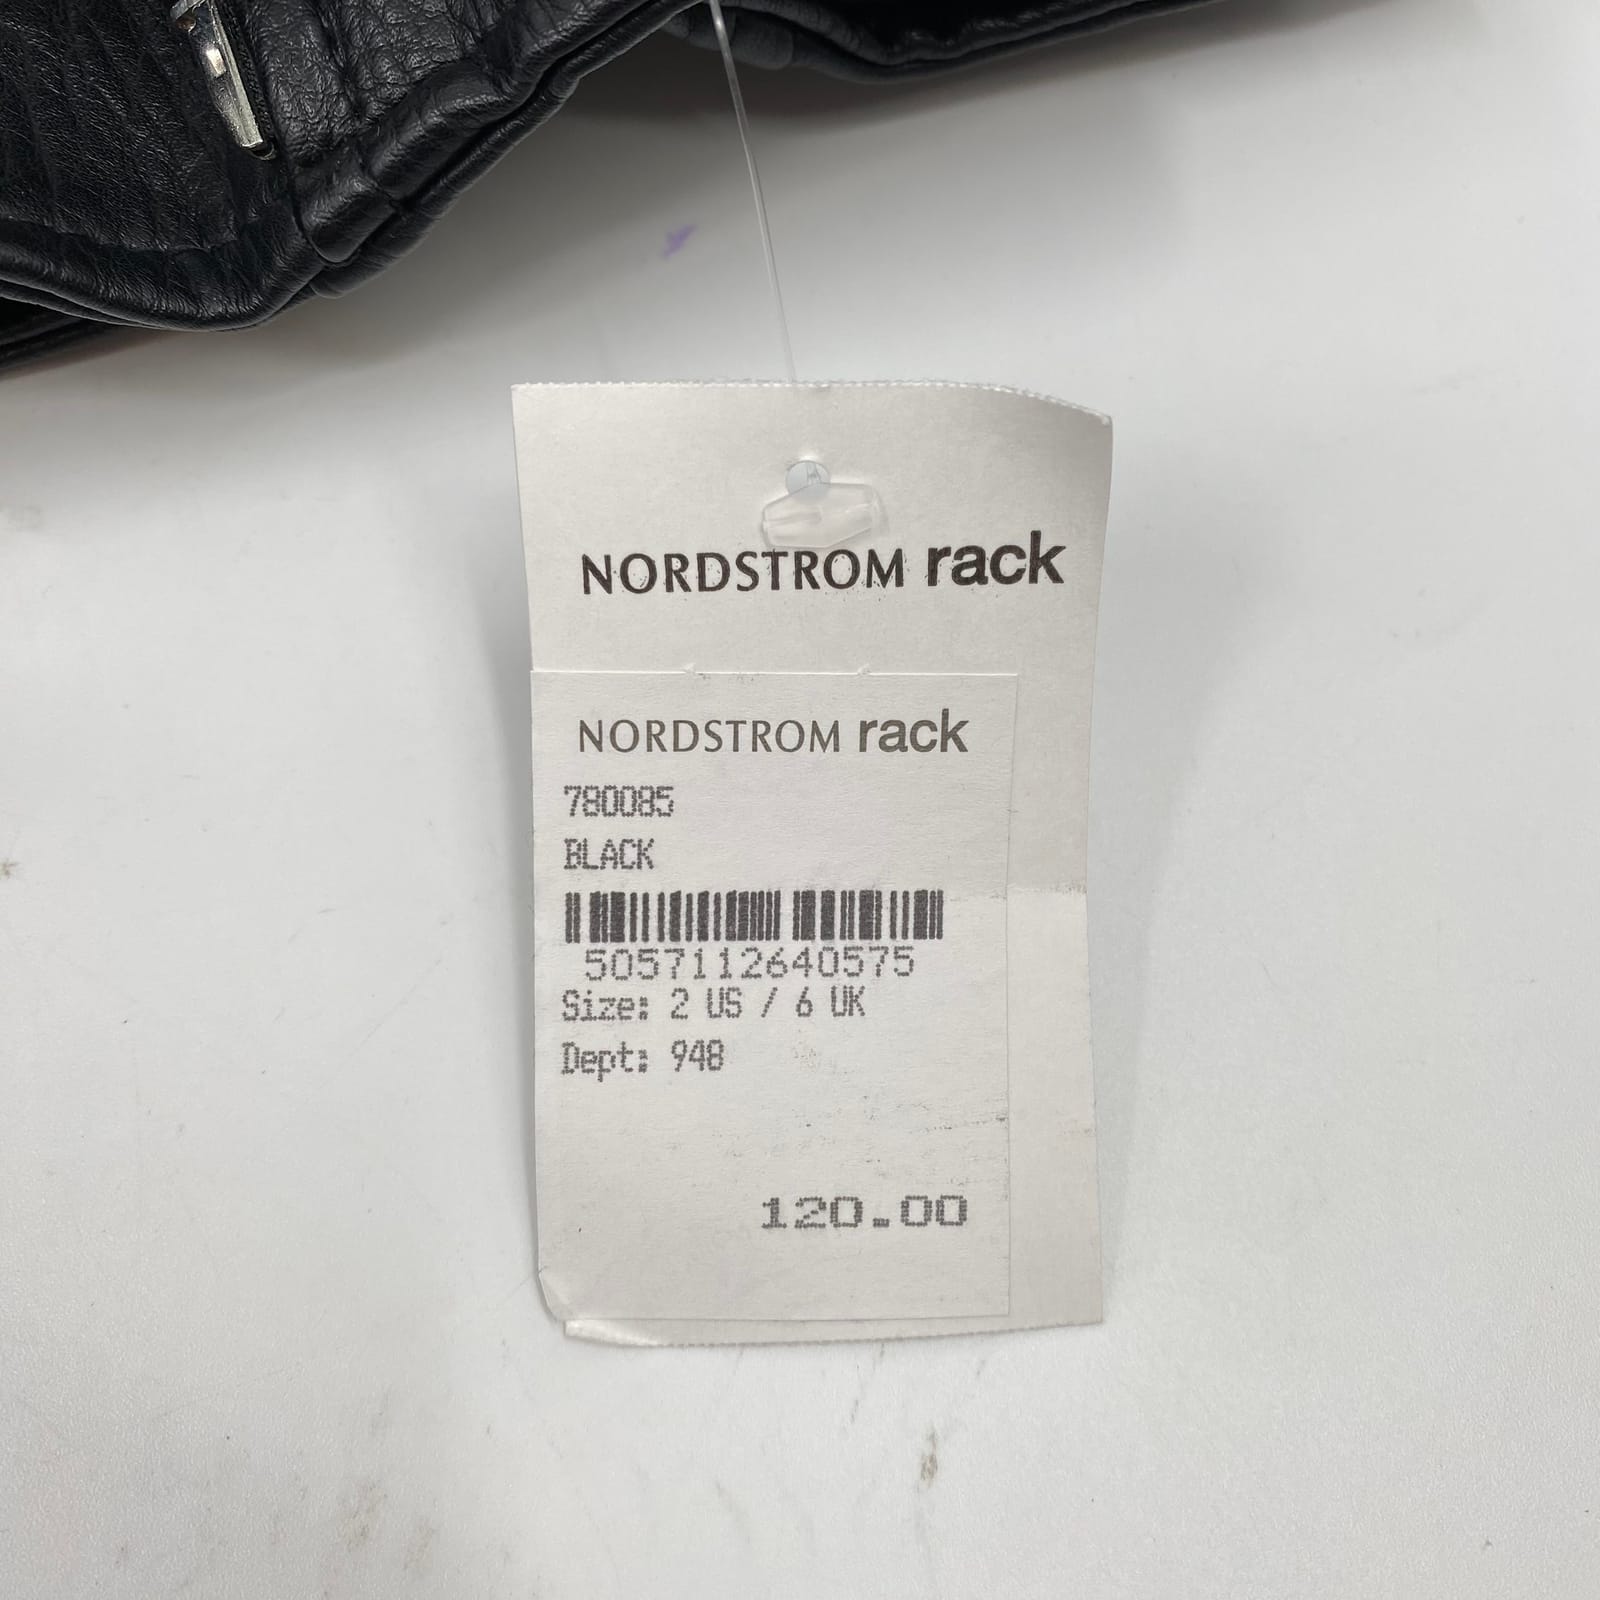 NORDSTROM rack
NORDSTROM rack
780085
BLACK
5057112640575
Size: 2 US / 6 UK
Dept: 948
120.00